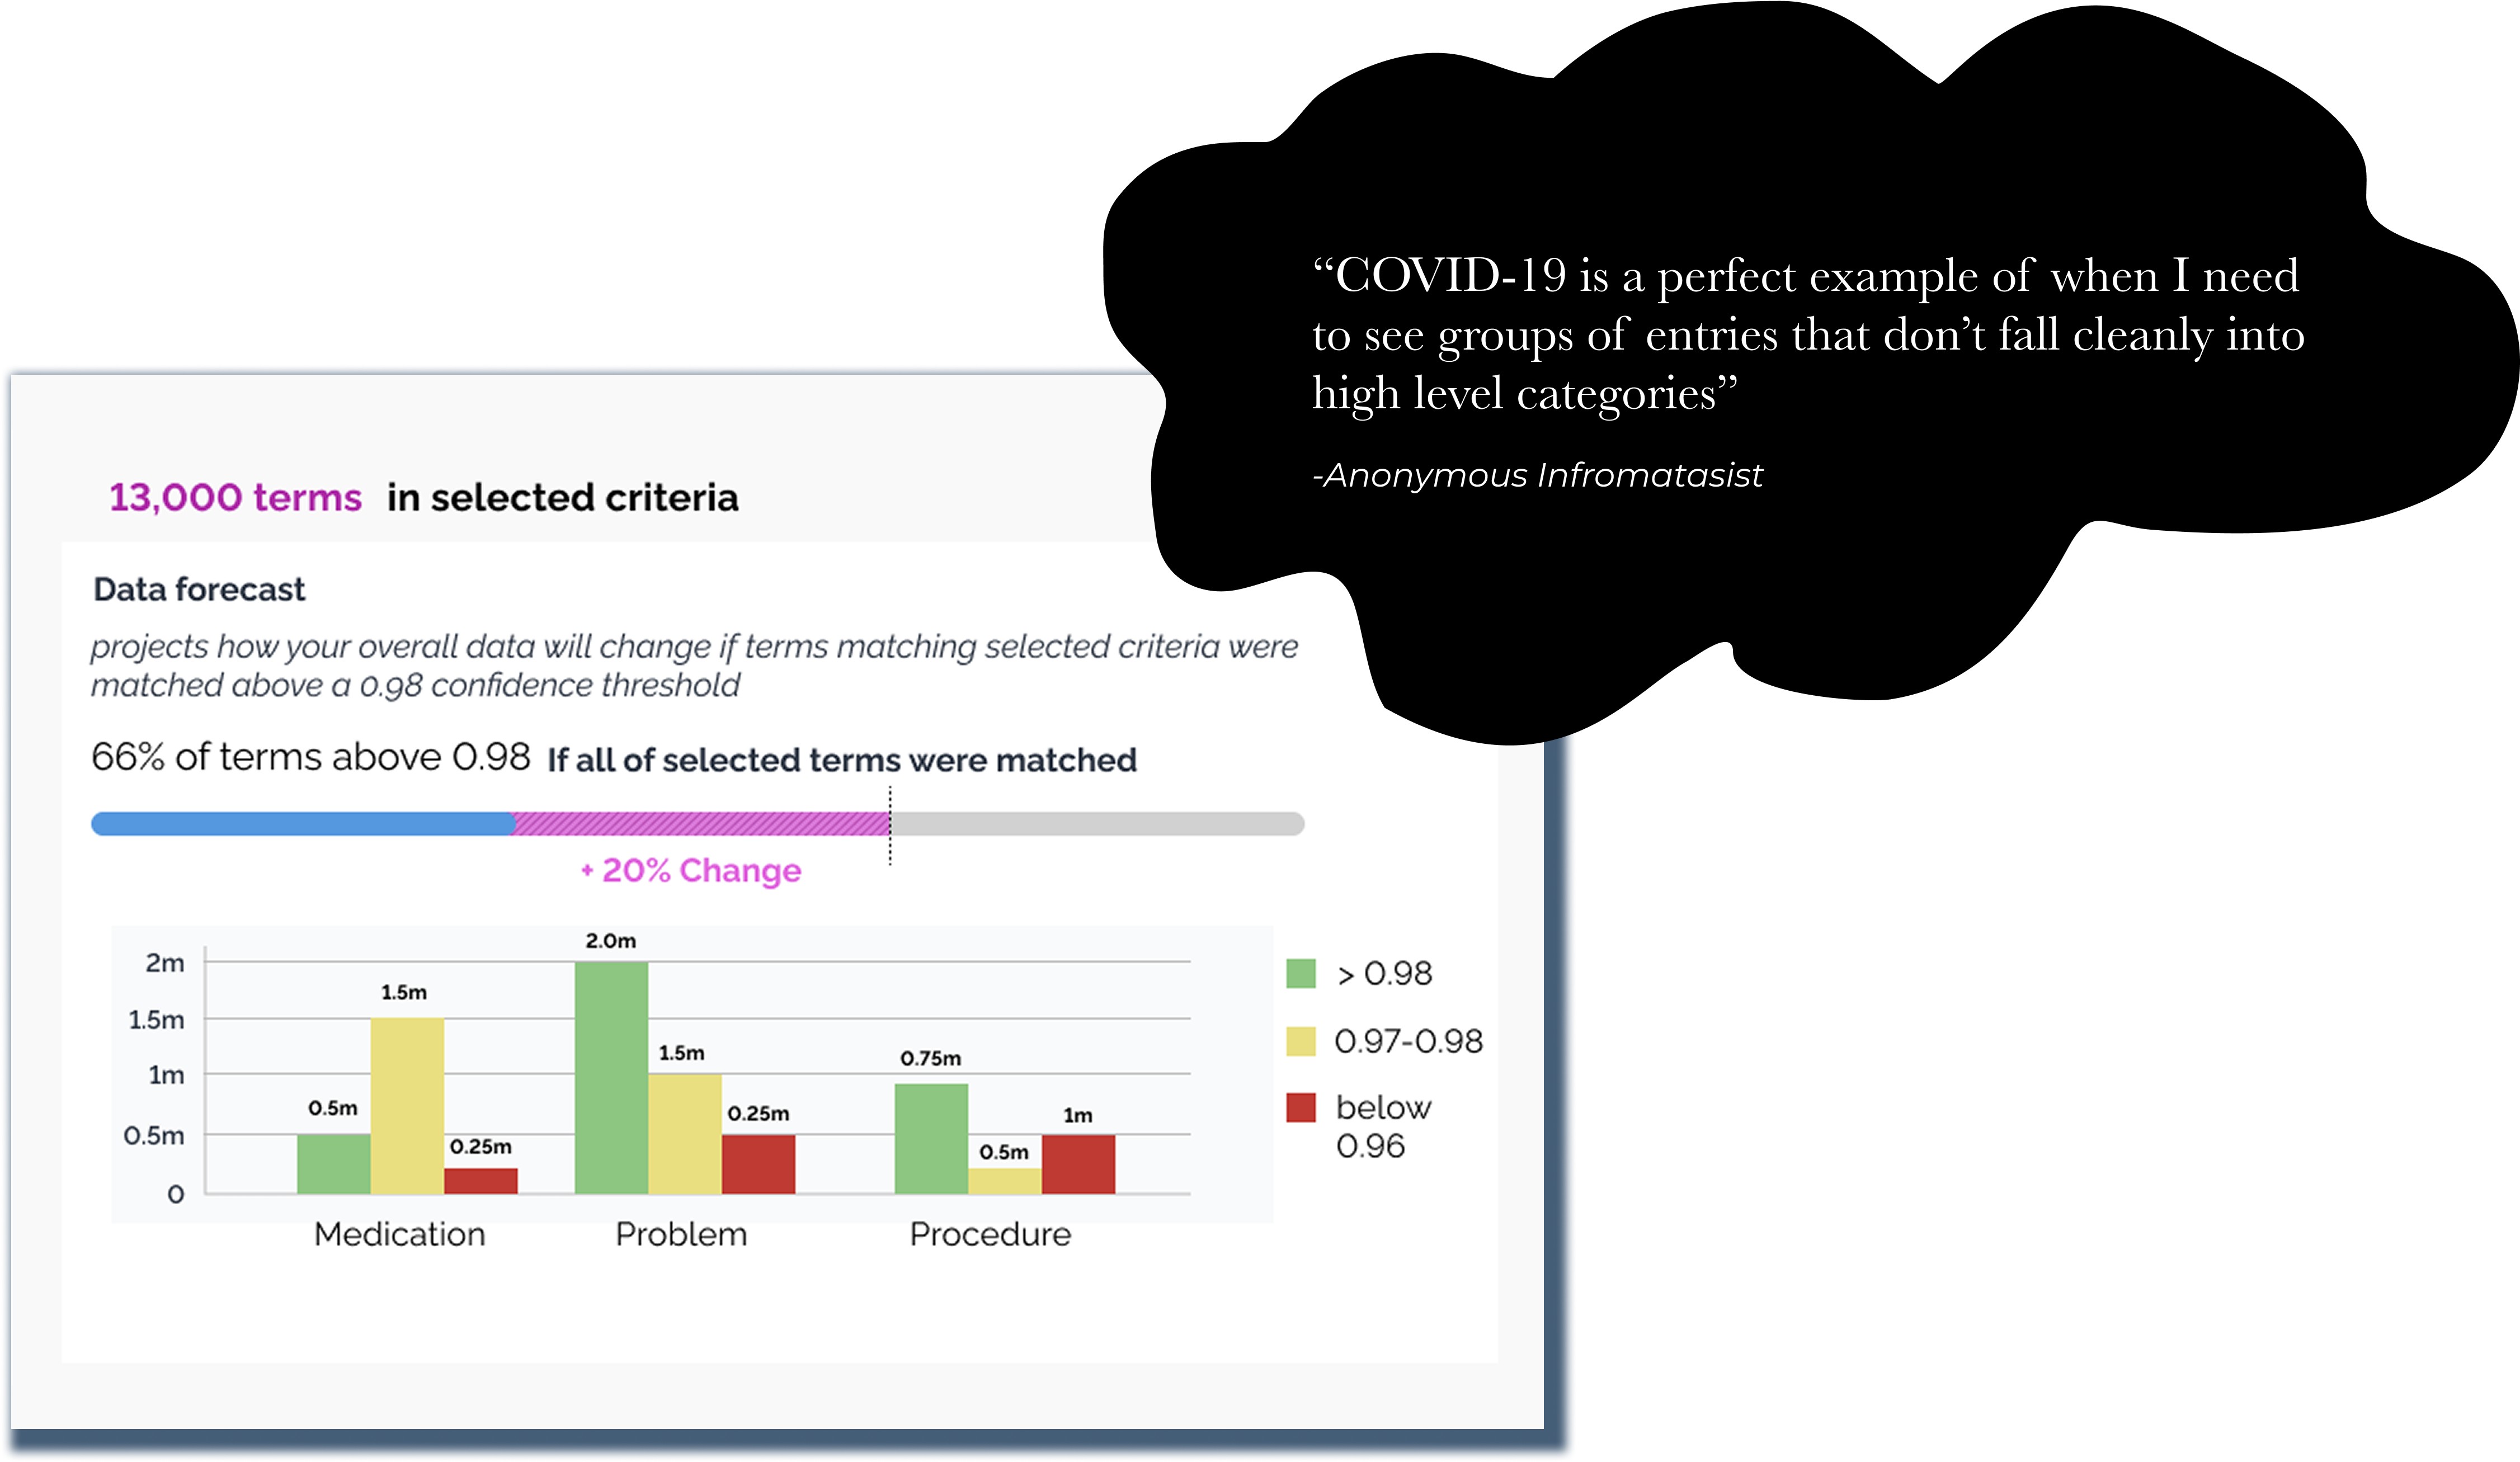 “COVID-19 is a perfect example of when I need
to see groups of entries that don’t fall cleanly into
high level categories”
-Anonymous Infromatasist
13,000 terms in selected criteria
Data forecast
projects how your overall data will change if terms matching selected criteria were
matched above a 0.98 confidence threshold
66% of terms above 0.98 If all of selected terms were matched
+ 20% Change
2m
1.5m
1m
0.5m
0
0.5m
1.5m
0.25m
2.0m
1.5m
0.25m
0.75m
0.5m
1m
Medication
Problem
Procedure
> 0.98
0.97-0.98
below
0.96